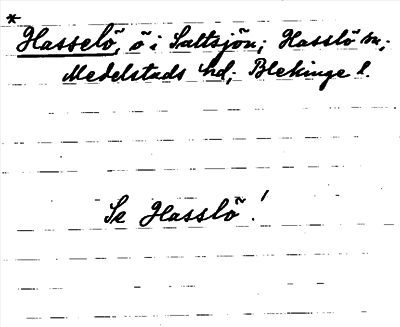 *
Hasselö, ö i Saltsjön; Hasslö sn;
Medelstads hd; Blekinge l.
Se Hasslö!